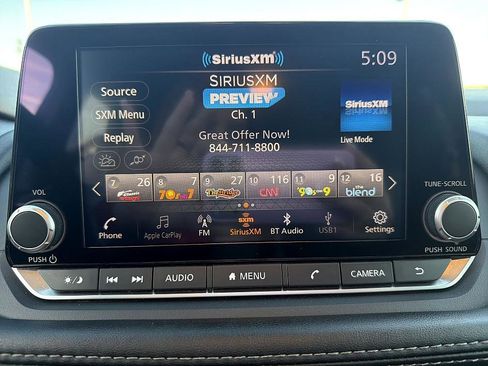 SiriusXM
5:09
SIRIUSXM
PREVIEW
Ch. 1
Source
SXM Menu
Replay
Great Offer Now!
844-711-8800
SiriusXM
Live Mode
7 26 8 7 9 10 116 11 9 12 16
70s on 7 The Bridge CNN 90s on 9 the blend
Phone
Apple CarPlay
FM
sxm
SiriusXM
BT Audio
USB1
Settings
VOL
TUNE·SCROLL
PUSH
PUSH SOUND
AUDIO
MENU
CAMERA